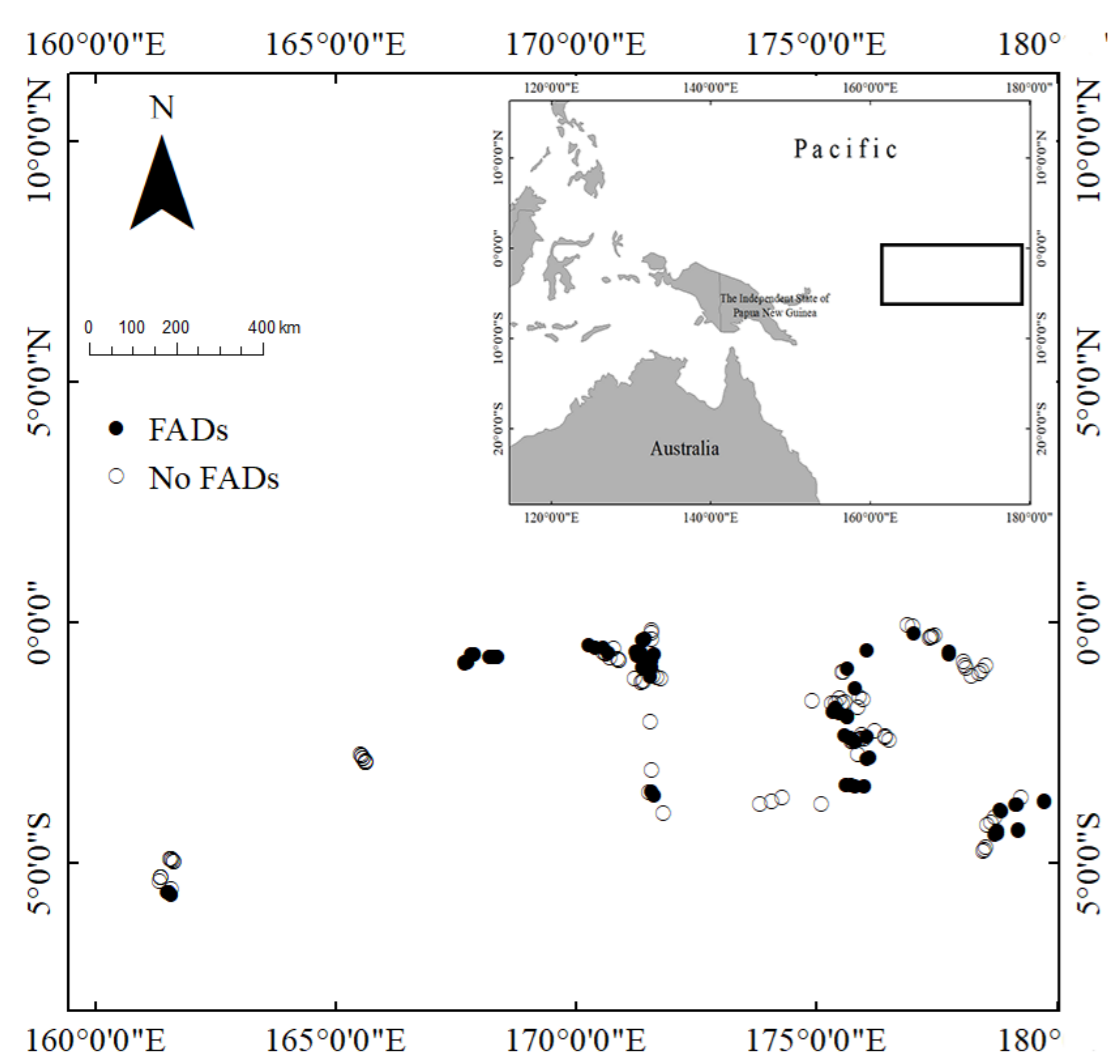 160°0'0"E 165°0'0"E 170°0'0"E 175°0'0"E 180°
10°0'0"N
5°0'0"N
0°0'0"
5°0'0"S
N
0 100 200 400 km
FADs
No FADs
120°0'0"E 140°0'0"E 160°0'0"E 180°0'0"
10°0'0"N
0°0'0"
10°0'0"S
20°0'0"S
Pacific
The Independent State of
Papua New Guinea
Australia
10°0'0"N
0°0'0"
10°0'0"S
20°0'0"S
120°0'0"E 140°0'0"E 160°0'0"E 180°0'0"
10°0'0"N
5°0'0"N
0°0'0"
5°0'0"S
160°0'0"E 165°0'0"E 170°0'0"E 175°0'0"E 180°